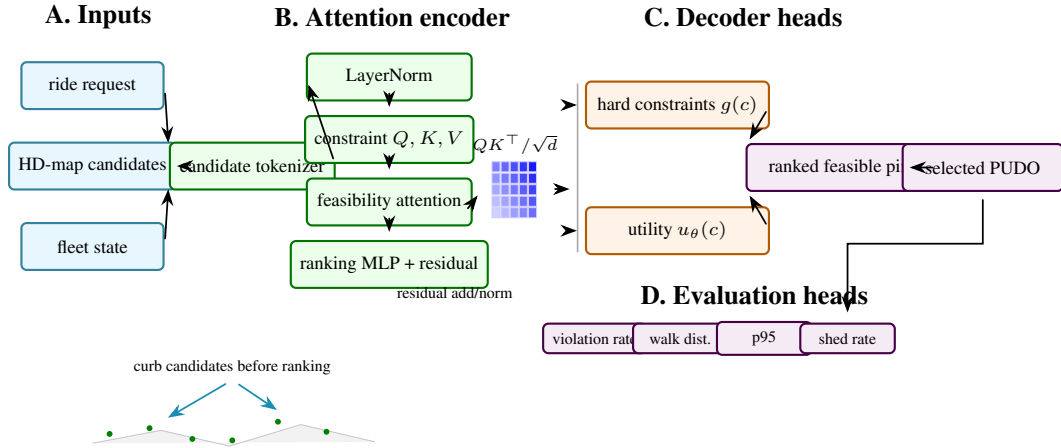 A. Inputs
B. Attention encoder
C. Decoder heads
ride request
HD-map candidates
fleet state
candidate tokenizer
LayerNorm
constraint Q, K, V
feasibility attention
ranking MLP + residual
residual add/norm
QK⊤/√d
hard constraints g(c)
utility uθ(c)
ranked feasible pi
selected PUDO
D. Evaluation heads
violation rate
walk dist.
p95
shed rate
curb candidates before ranking